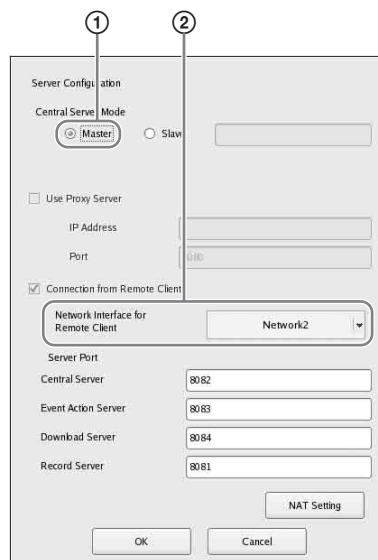 ① ②
Server Configuration
Central Server Mode
Master Slave
Use Proxy Server
IP Address
Port 8080
Connection from Remote Client
Network Interface for
Remote Client Network2
Server Port
Central Server 8082
Event Action Server 8083
Download Server 8084
Record Server 8081
NAT Setting
OK Cancel